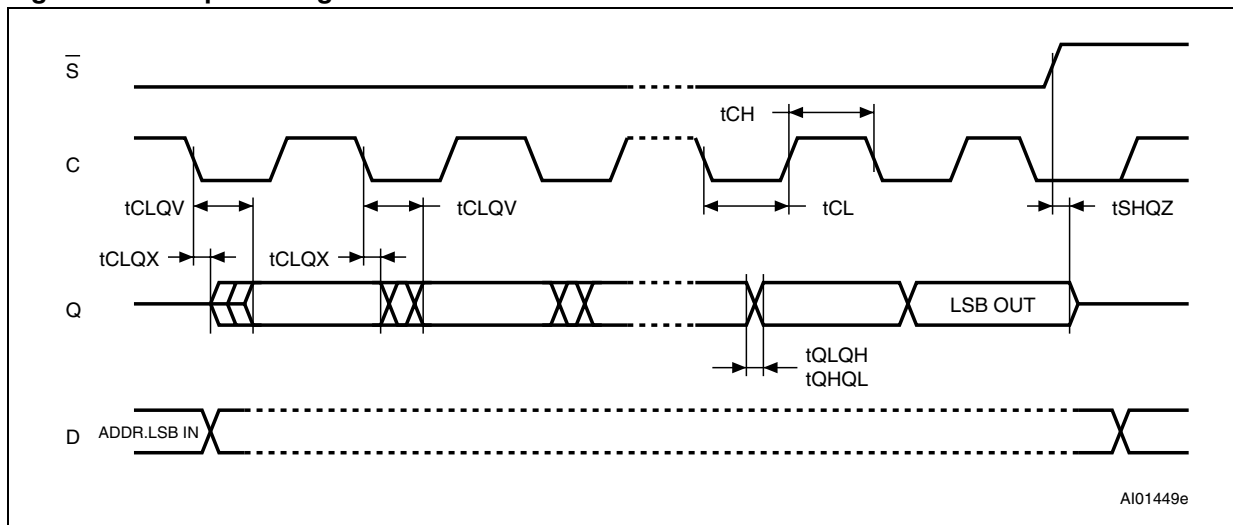 S
tCH
C
tCLQV
tCLQV
tCL
tSHQZ
tCLQX
tCLQX
Q
LSB OUT
tQLQH
tQHQL
D
ADDR.LSB IN
AI01449e